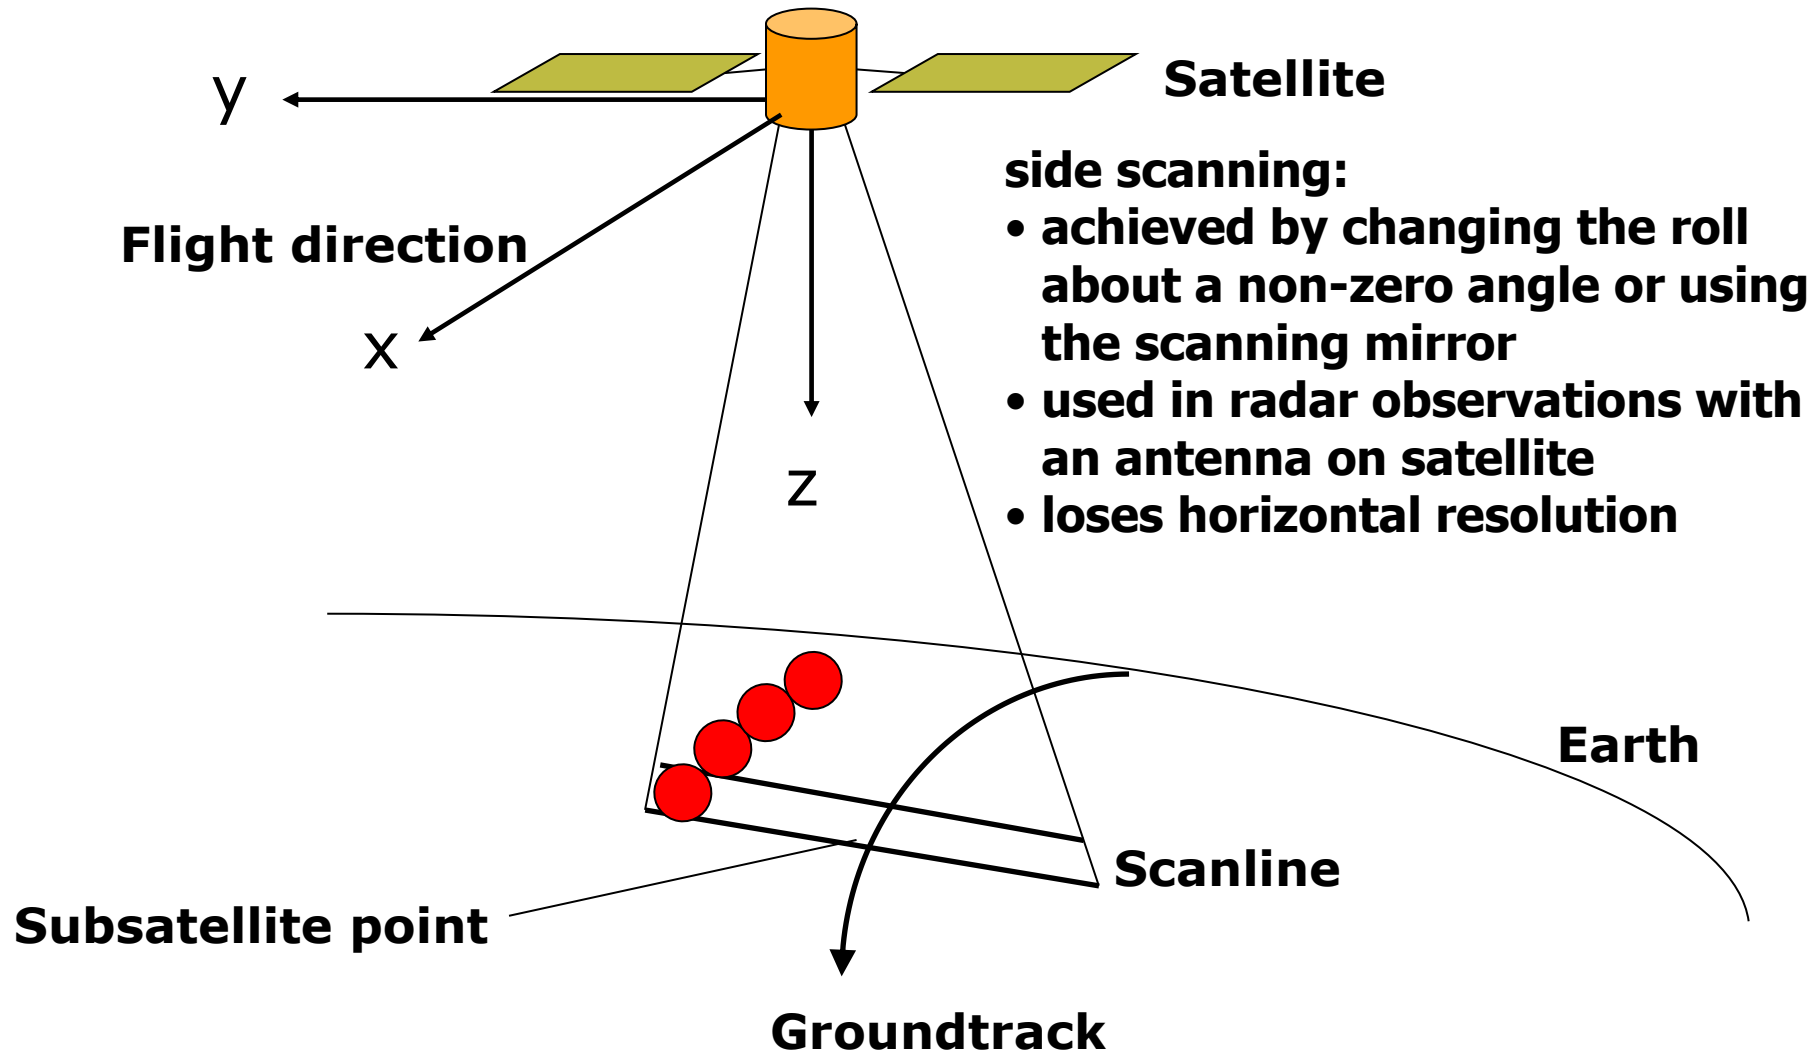 Satellite
y
side scanning:
• achieved by changing the roll
about a non-zero angle or using
the scanning mirror
• used in radar observations with
an antenna on satellite
• loses horizontal resolution
Flight direction
x
z
Earth
Scanline
Subsatellite point
Groundtrack